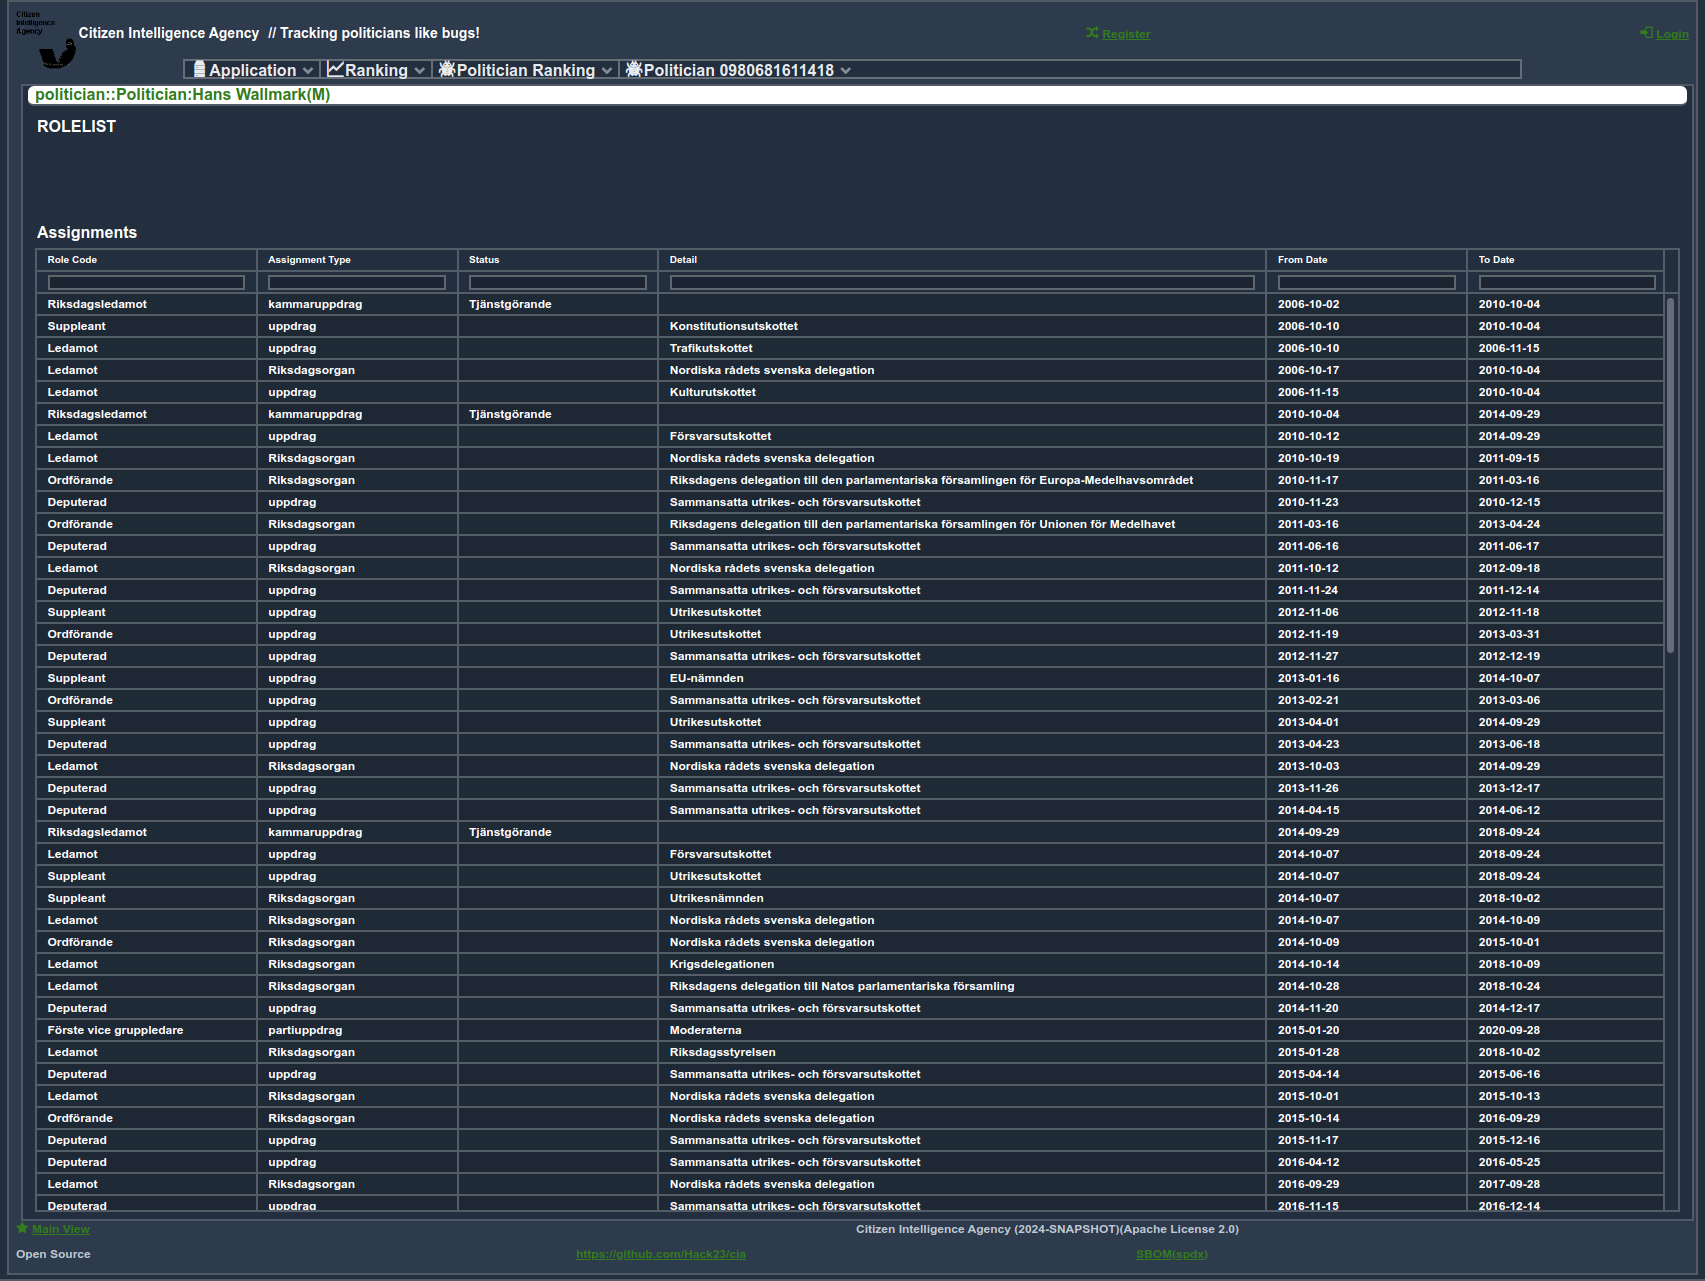 Citizen
Intelligence
Agency
Citizen Intelligence Agency // Tracking politicians like bugs!
Register
Login
Application Ranking Politician Ranking Politician 0980681611418
politician::Politician:Hans Wallmark(M)
ROLELIST
Assignments
Role Code Assignment Type Status Detail From Date To Date
Riksdagsledamot kammaruppdrag Tjänstgörande 2006-10-02 2010-10-04
Suppleant uppdrag Konstitutionsutskottet 2006-10-10 2010-10-04
Ledamot uppdrag Trafikutskottet 2006-10-10 2006-11-15
Ledamot Riksdagsorgan Nordiska rådets svenska delegation 2006-10-17 2010-10-04
Ledamot uppdrag Kulturutskottet 2006-11-15 2010-10-04
Riksdagsledamot kammaruppdrag Tjänstgörande 2010-10-04 2014-09-29
Ledamot uppdrag Försvarsutskottet 2010-10-12 2014-09-29
Ledamot Riksdagsorgan Nordiska rådets svenska delegation 2010-10-19 2011-09-15
Ordförande Riksdagsorgan Riksdagens delegation till den parlamentariska församlingen för Europa-Medelhavsområdet 2010-11-17 2011-03-16
Deputerad uppdrag Sammansatta utrikes- och försvarsutskottet 2010-11-23 2010-12-15
Ordförande Riksdagsorgan Riksdagens delegation till den parlamentariska församlingen för Unionen för Medelhavet 2011-03-16 2013-04-24
Deputerad uppdrag Sammansatta utrikes- och försvarsutskottet 2011-06-16 2011-06-17
Ledamot Riksdagsorgan Nordiska rådets svenska delegation 2011-10-12 2012-09-18
Deputerad uppdrag Sammansatta utrikes- och försvarsutskottet 2011-11-24 2011-12-14
Suppleant uppdrag Utrikesutskottet 2012-11-06 2012-11-18
Ordförande uppdrag Utrikesutskottet 2012-11-19 2013-03-31
Deputerad uppdrag Sammansatta utrikes- och försvarsutskottet 2012-11-27 2012-12-19
Suppleant uppdrag EU-nämnden 2013-01-16 2014-10-07
Ordförande uppdrag Sammansatta utrikes- och försvarsutskottet 2013-02-21 2013-03-06
Suppleant uppdrag Utrikesutskottet 2013-04-01 2014-09-29
Deputerad uppdrag Sammansatta utrikes- och försvarsutskottet 2013-04-23 2013-06-18
Ledamot Riksdagsorgan Nordiska rådets svenska delegation 2013-10-03 2014-09-29
Deputerad uppdrag Sammansatta utrikes- och försvarsutskottet 2013-11-26 2013-12-17
Deputerad uppdrag Sammansatta utrikes- och försvarsutskottet 2014-04-15 2014-06-12
Riksdagsledamot kammaruppdrag Tjänstgörande 2014-09-29 2018-09-24
Ledamot uppdrag Försvarsutskottet 2014-10-07 2018-09-24
Suppleant uppdrag Utrikesutskottet 2014-10-07 2018-09-24
Suppleant Riksdagsorgan Utrikesnämnden 2014-10-07 2018-10-02
Ledamot Riksdagsorgan Nordiska rådets svenska delegation 2014-10-07 2014-10-09
Ordförande Riksdagsorgan Nordiska rådets svenska delegation 2014-10-09 2015-10-01
Ledamot Riksdagsorgan Krigsdelegationen 2014-10-14 2018-10-09
Ledamot Riksdagsorgan Riksdagens delegation till Natos parlamentariska församling 2014-10-28 2018-10-24
Deputerad uppdrag Sammansatta utrikes- och försvarsutskottet 2014-11-20 2014-12-17
Förste vice gruppledare partiuppdrag Moderaterna 2015-01-20 2020-09-28
Ledamot Riksdagsorgan Riksdagsstyrelsen 2015-01-28 2018-10-02
Deputerad uppdrag Sammansatta utrikes- och försvarsutskottet 2015-04-14 2015-06-16
Ledamot Riksdagsorgan Nordiska rådets svenska delegation 2015-10-01 2015-10-13
Ordförande Riksdagsorgan Nordiska rådets svenska delegation 2015-10-14 2016-09-29
Deputerad uppdrag Sammansatta utrikes- och försvarsutskottet 2015-11-17 2015-12-16
Deputerad uppdrag Sammansatta utrikes- och försvarsutskottet 2016-04-12 2016-05-25
Ledamot Riksdagsorgan Nordiska rådets svenska delegation 2016-09-29 2017-09-28
Deputerad uppdrag Sammansatta utrikes- och försvarsutskottet 2016-11-15 2016-12-14
Main View
Citizen Intelligence Agency (2024-SNAPSHOT)(Apache License 2.0)
Open Source
https://github.com/Hack23/cia
SBOM(spdx)